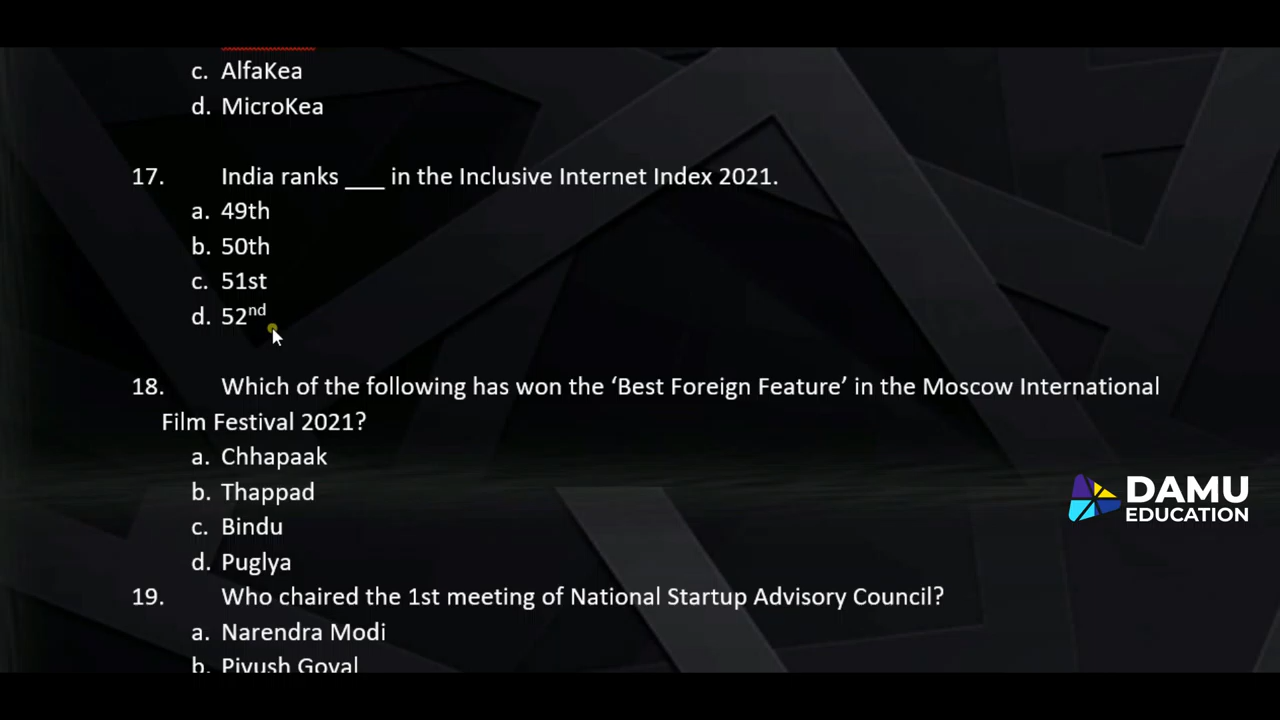 c. AlfaKea
d. MicroKea
17. India ranks ___ in the Inclusive Internet Index 2021.
a. 49th
b. 50th
c. 51st
d. 52nd
18. Which of the following has won the ‘Best Foreign Feature’ in the Moscow International
Film Festival 2021?
a. Chhapaak
b. Thappad
c. Bindu
d. Puglya
DAMU
EDUCATION
19. Who chaired the 1st meeting of National Startup Advisory Council?
a. Narendra Modi
b. Piyush Goyal